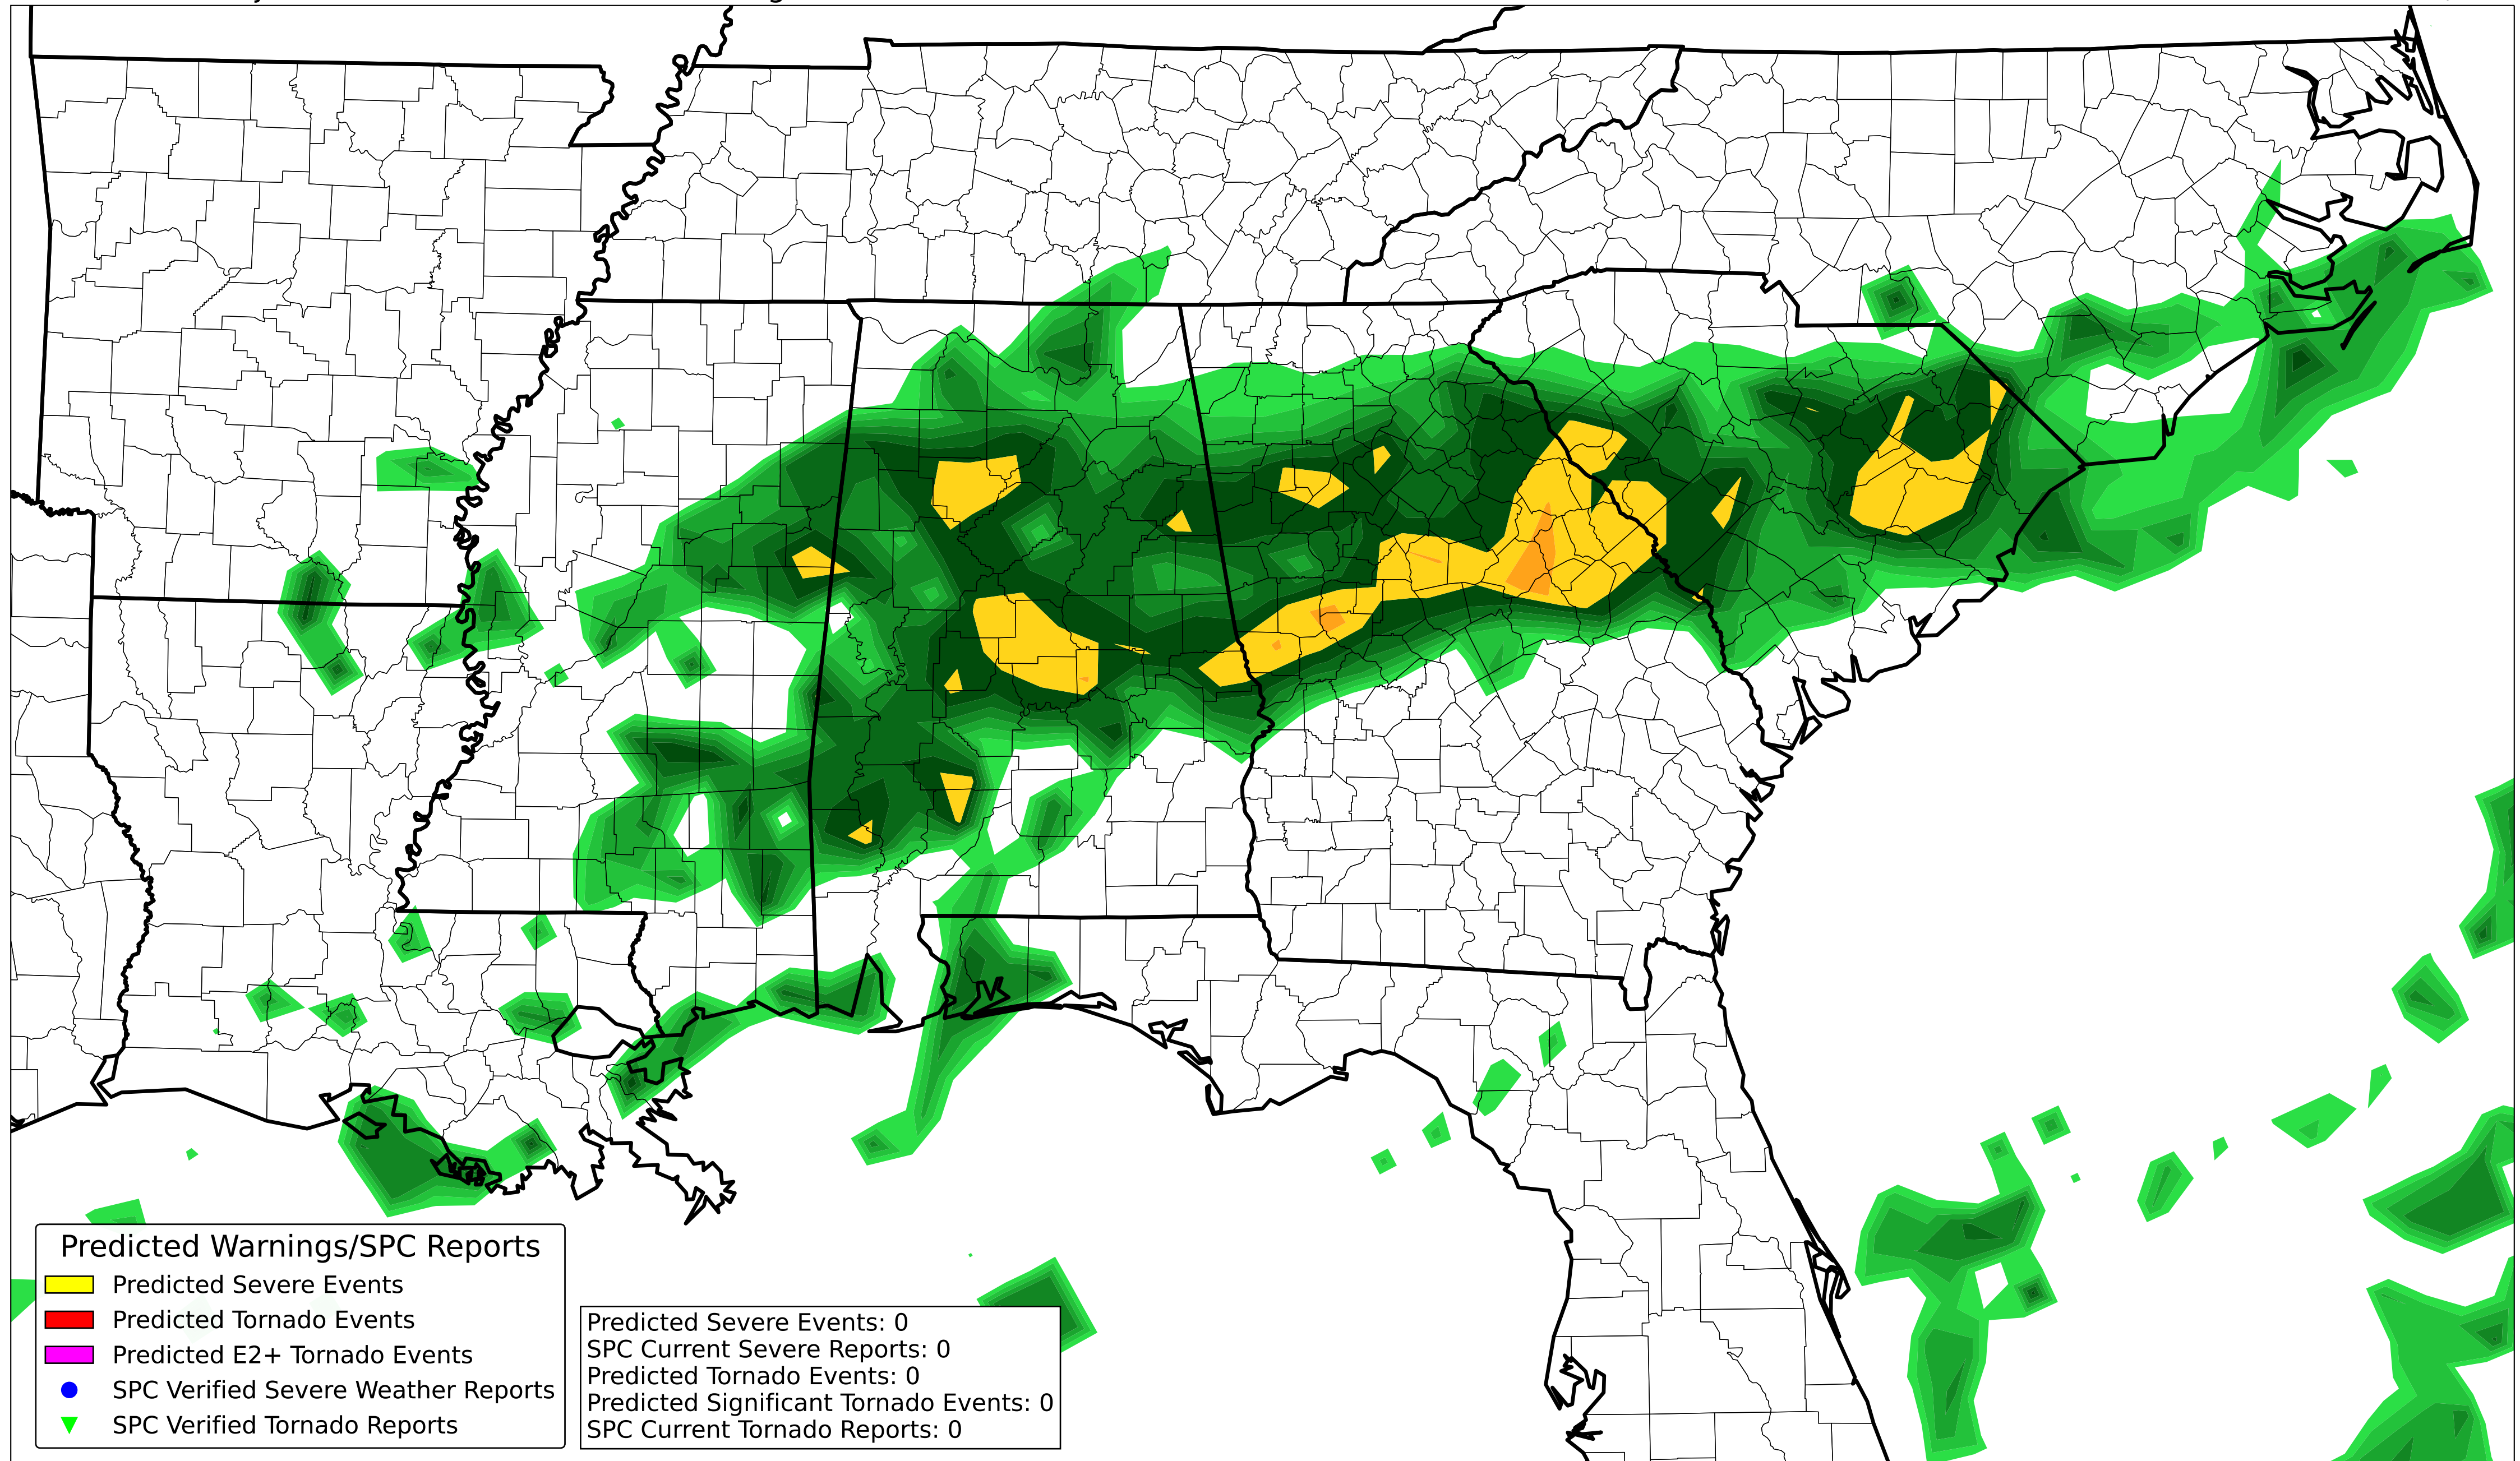 Predicted Warnings/SPC Reports
Predicted Severe Events
Predicted Tornado Events
Predicted E2+ Tornado Events
SPC Verified Severe Weather Reports
SPC Verified Tornado Reports
Predicted Severe Events: 0
SPC Current Severe Reports: 0
Predicted Tornado Events: 0
Predicted Significant Tornado Events: 0
SPC Current Tornado Reports: 0